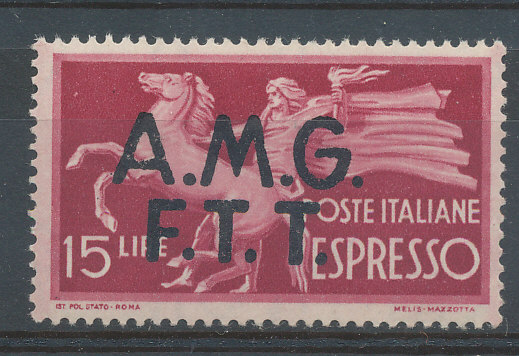 A.M.G.
F.T.T.
POSTE ITALIANE
15 LIRE ESPRESSO
IST. POL. STATO - ROMA MELIS - MAZZOTTA